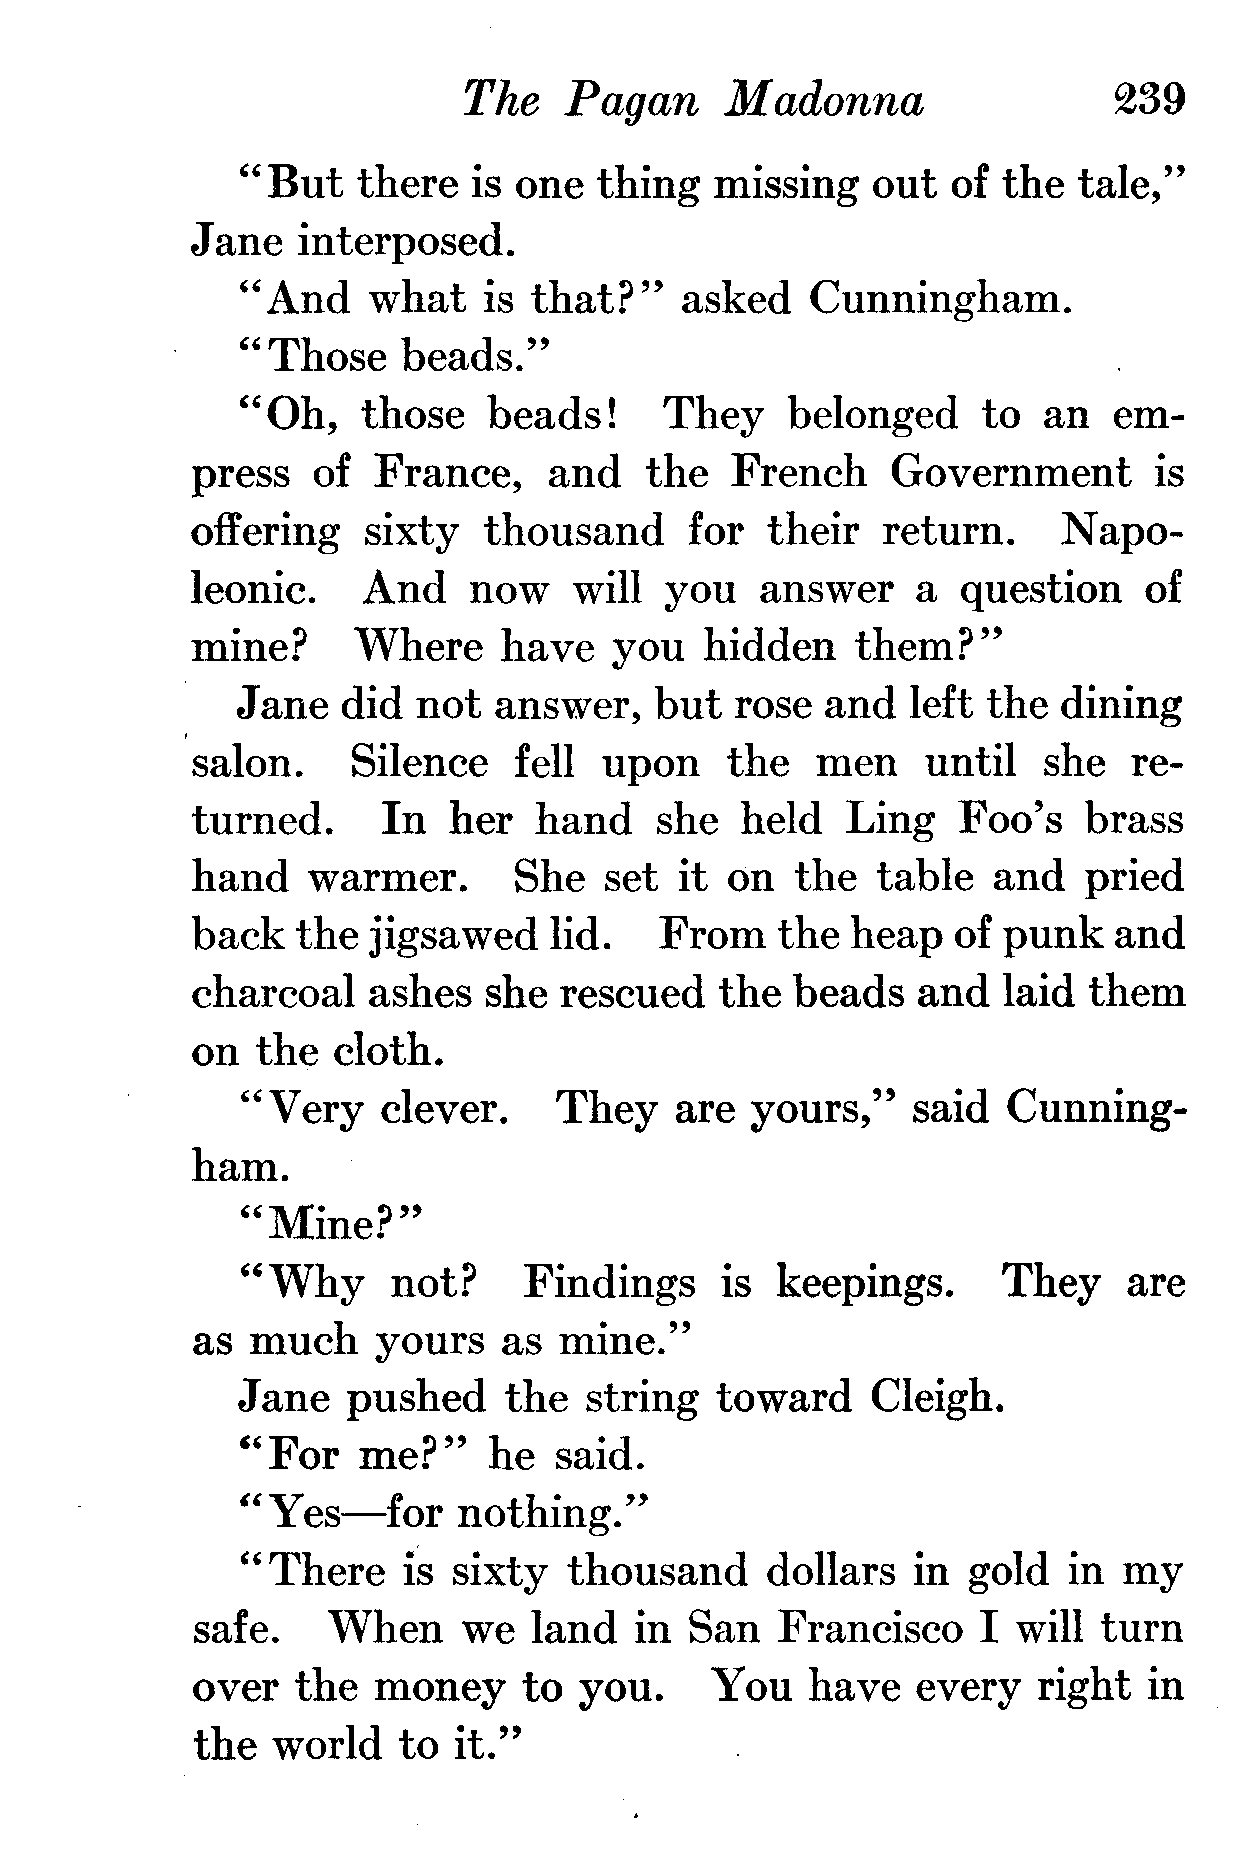 The Pagan Madonna 239
"But there is one thing missing out of the tale,"
Jane interposed.
"And what is that?" asked Cunningham.
"Those beads."
"Oh, those beads! They belonged to an em-
press of France, and the French Government is
offering sixty thousand for their return. Napo-
leonic. And now will you answer a question of
mine? Where have you hidden them?"
Jane did not answer, but rose and left the dining
salon. Silence fell upon the men until she re-
turned. In her hand she held Ling Foo's brass
hand warmer. She set it on the table and pried
back the jigsawed lid. From the heap of punk and
charcoal ashes she rescued the beads and laid them
on the cloth.
"Very clever. They are yours," said Cunning-
ham.
"Mine?"
"Why not? Findings is keepings. They are
as much yours as mine."
Jane pushed the string toward Cleigh.
"For me?" he said.
"Yes—for nothing."
"There is sixty thousand dollars in gold in my
safe. When we land in San Francisco I will turn
over the money to you. You have every right in
the world to it."